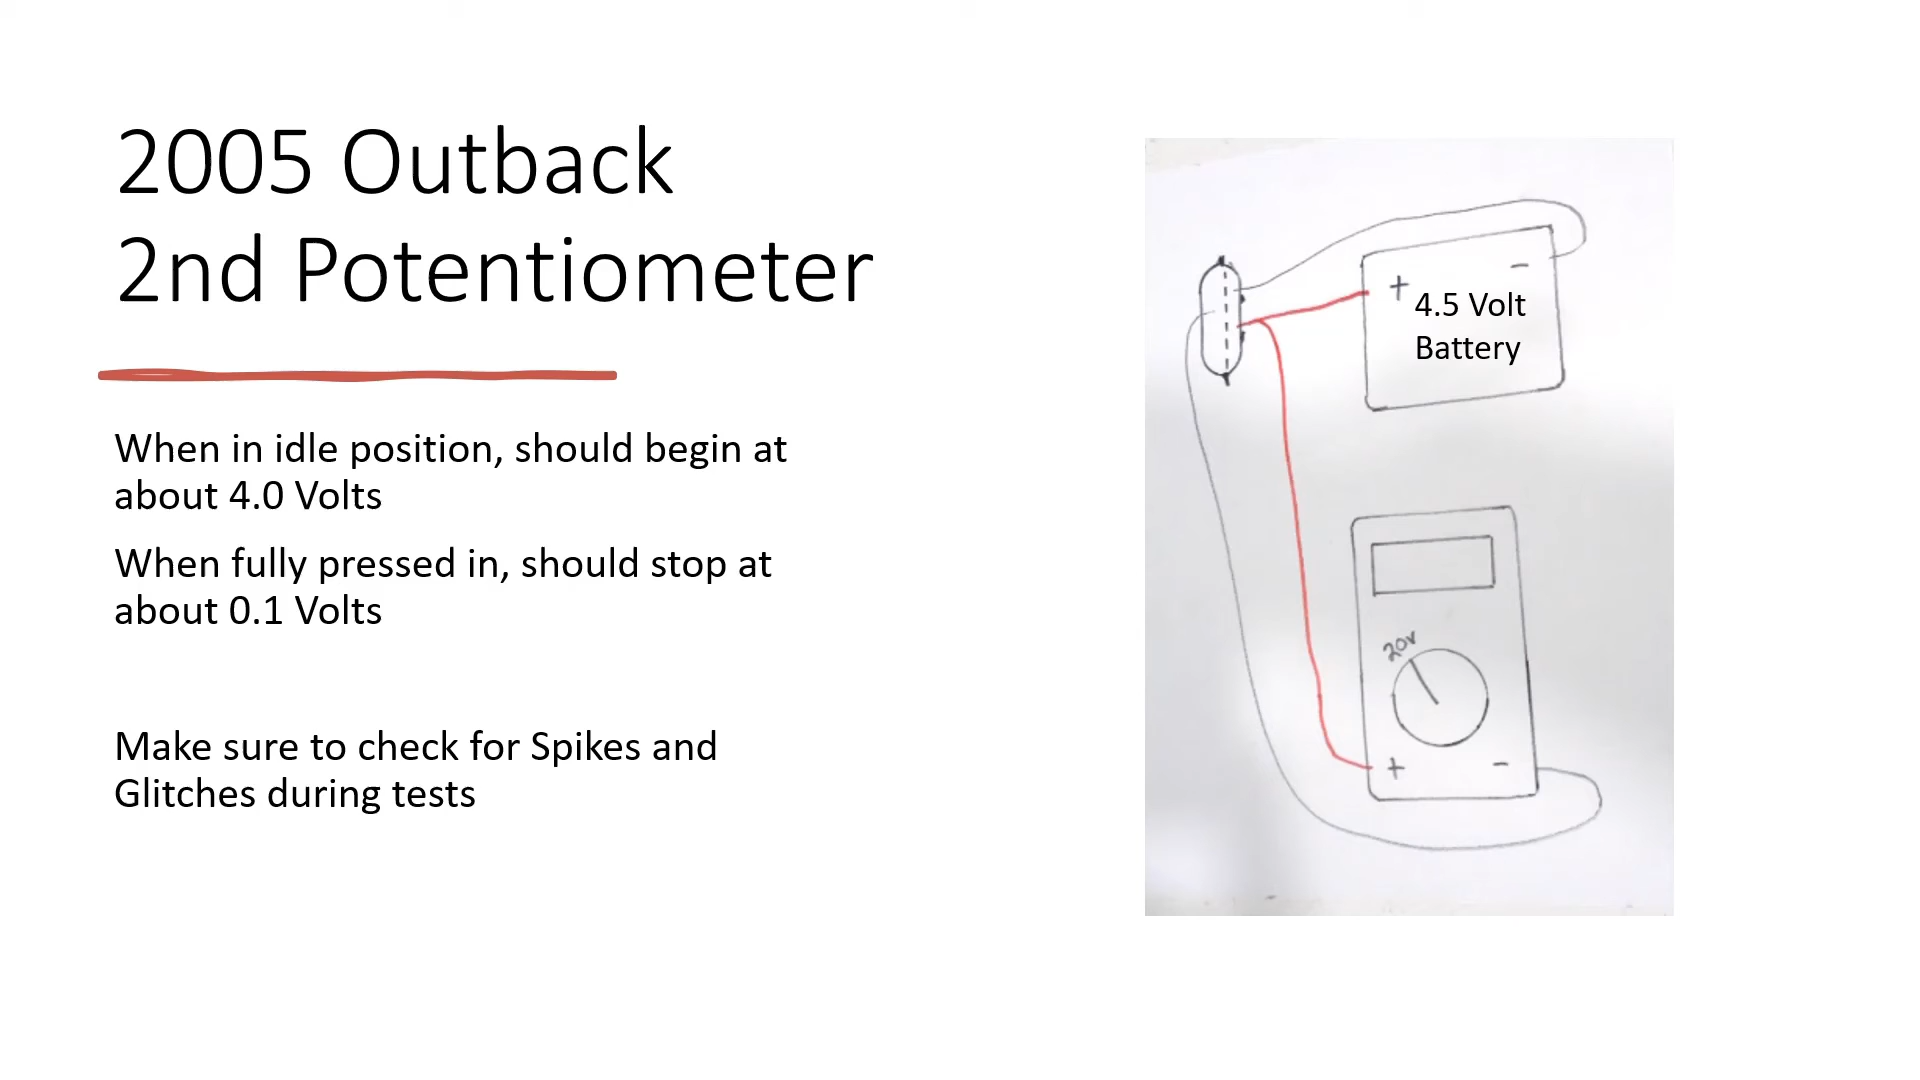 2005 Outback
2nd Potentiometer
When in idle position, should begin at
about 4.0 Volts
When fully pressed in, should stop at
about 0.1 Volts
Make sure to check for Spikes and
Glitches during tests
+ -
4.5 Volt
Battery
20v
+ -